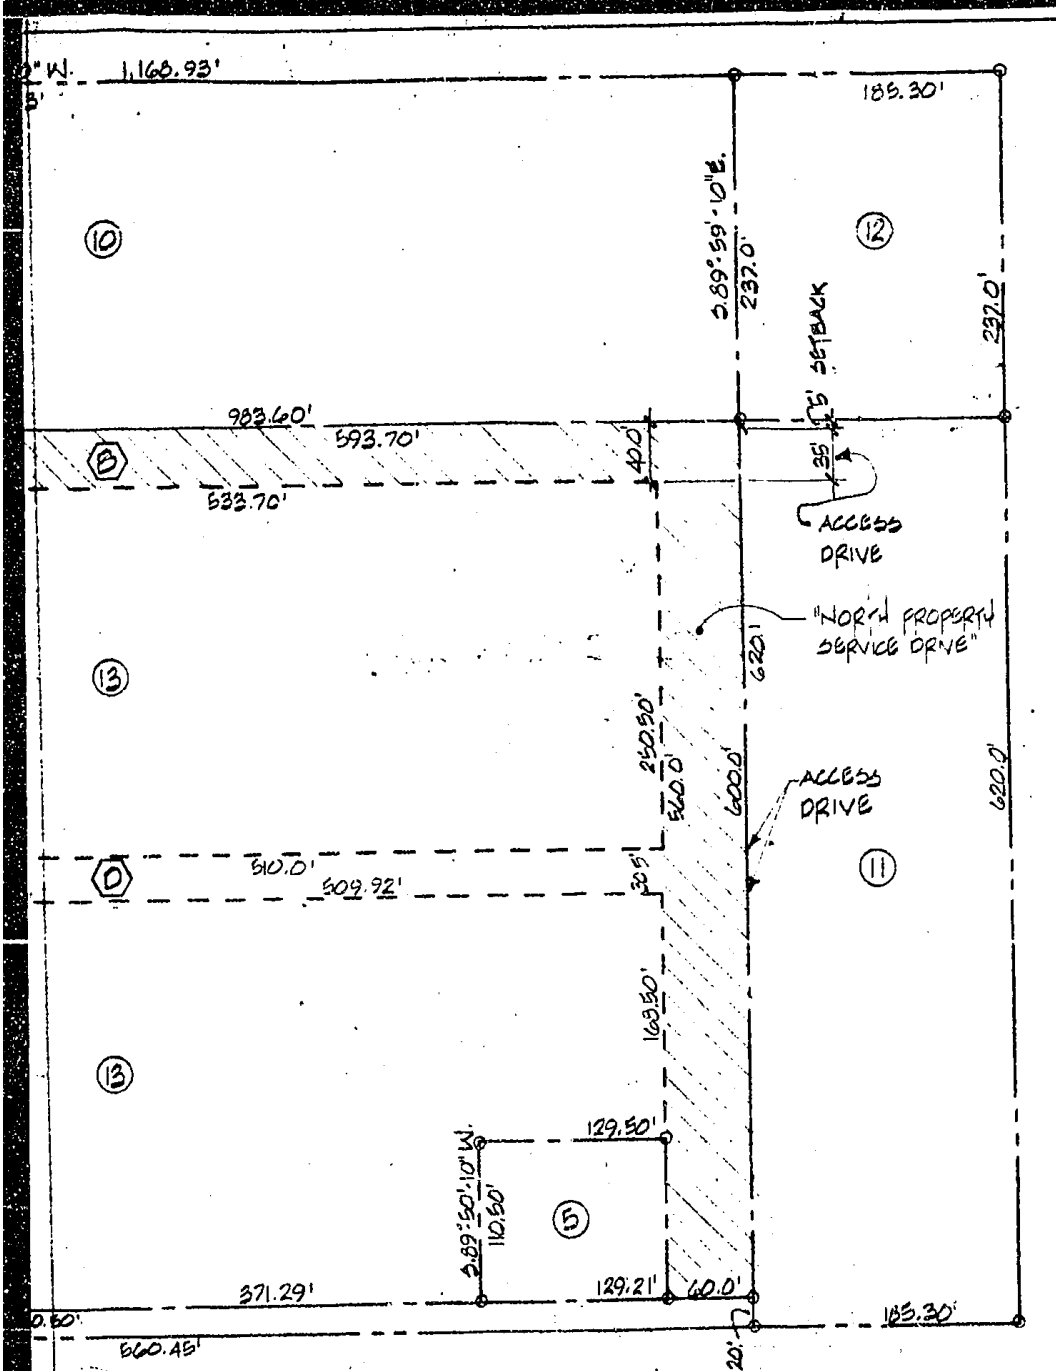 " W.
1,168.93'
185.30'
3'
S.89°-59'-10"E.
237.0'
10
12
237.0'
5' SETBACK
983.60'
593.70'
40.0'
35'
B
533.70'
ACCESS
DRIVE
"NORTH PROPERTY
SERVICE DRIVE"
620.'
13
250.50'
560.0'
600.0'
620.0'
ACCESS
DRIVE
510.0'
D
509.92'
30.5'
11
163.50'
13
129.50'
S.89°-50'-10"W.
110.50'
5
371.29'
129.21'
60.0'
0.50'
185.30'
560.45'
20.'